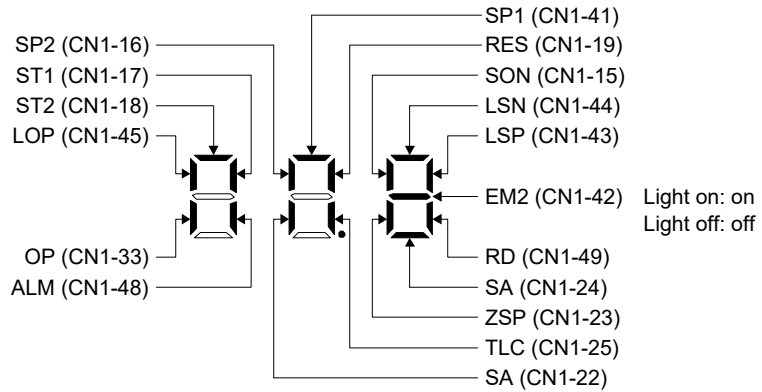 SP1 (CN1-41)
SP2 (CN1-16)
RES (CN1-19)
ST1 (CN1-17)
SON (CN1-15)
ST2 (CN1-18)
LSN (CN1-44)
LOP (CN1-45)
LSP (CN1-43)
EM2 (CN1-42)
Light on: on
Light off: off
OP (CN1-33)
RD (CN1-49)
ALM (CN1-48)
SA (CN1-24)
ZSP (CN1-23)
TLC (CN1-25)
SA (CN1-22)